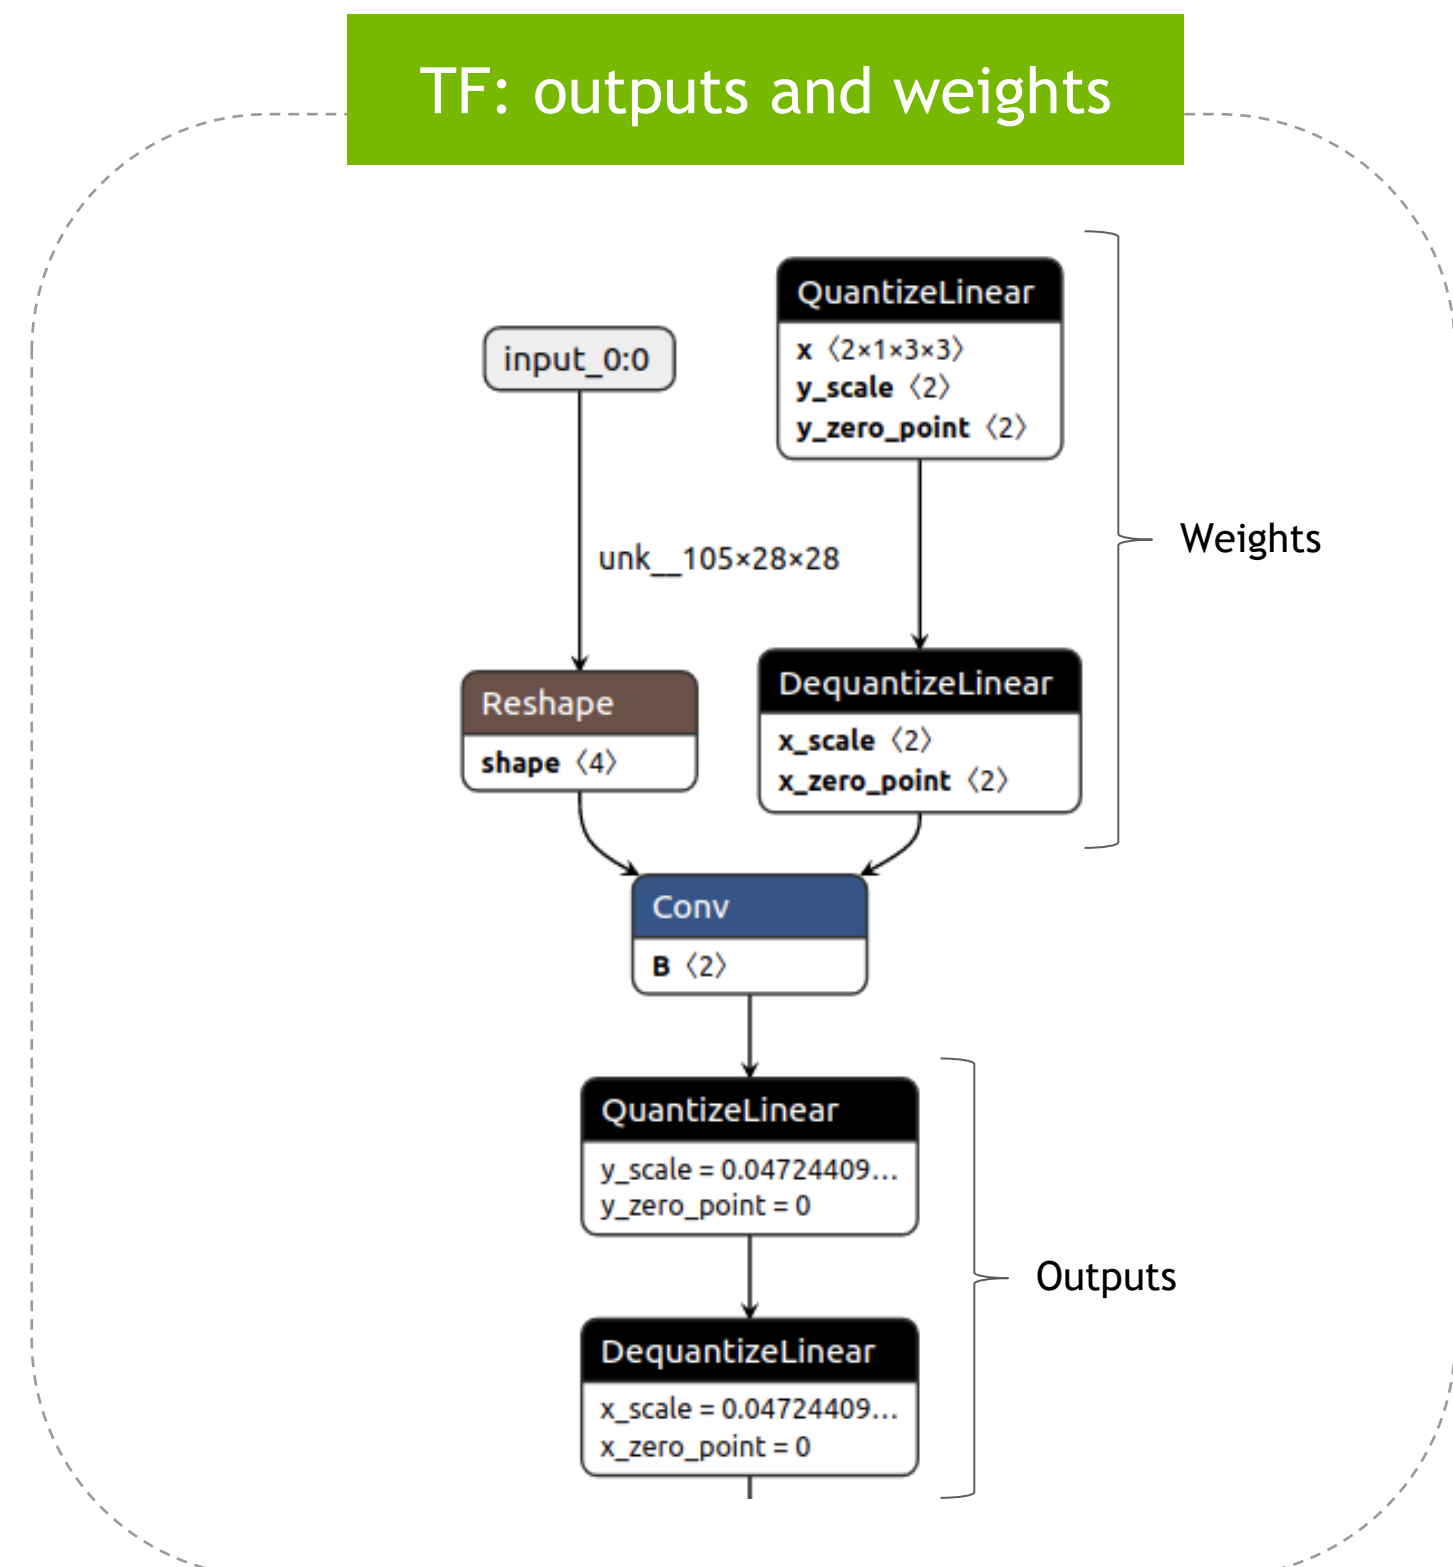 TF: outputs and weights
input_0:0
QuantizeLinear
x 〈2×1×3×3〉
y_scale 〈2〉
y_zero_point 〈2〉
unk__105×28×28
Weights
Reshape
shape 〈4〉
DequantizeLinear
x_scale 〈2〉
x_zero_point 〈2〉
Conv
B 〈2〉
QuantizeLinear
y_scale = 0.04724409…
y_zero_point = 0
Outputs
DequantizeLinear
x_scale = 0.04724409…
x_zero_point = 0